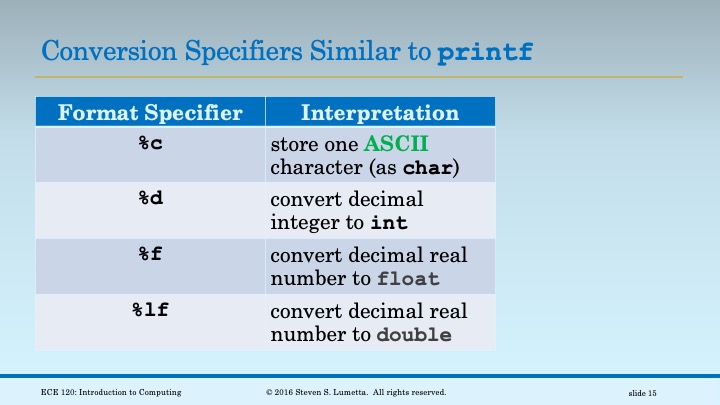 Conversion Specifiers Similar to printf
Format Specifier Interpretation
%c store one ASCII
character (as char)
%d convert decimal
integer to int
%f convert decimal real
number to float
%lf convert decimal real
number to double
ECE 120: Introduction to Computing © 2016 Steven S. Lumetta. All rights reserved. slide 15